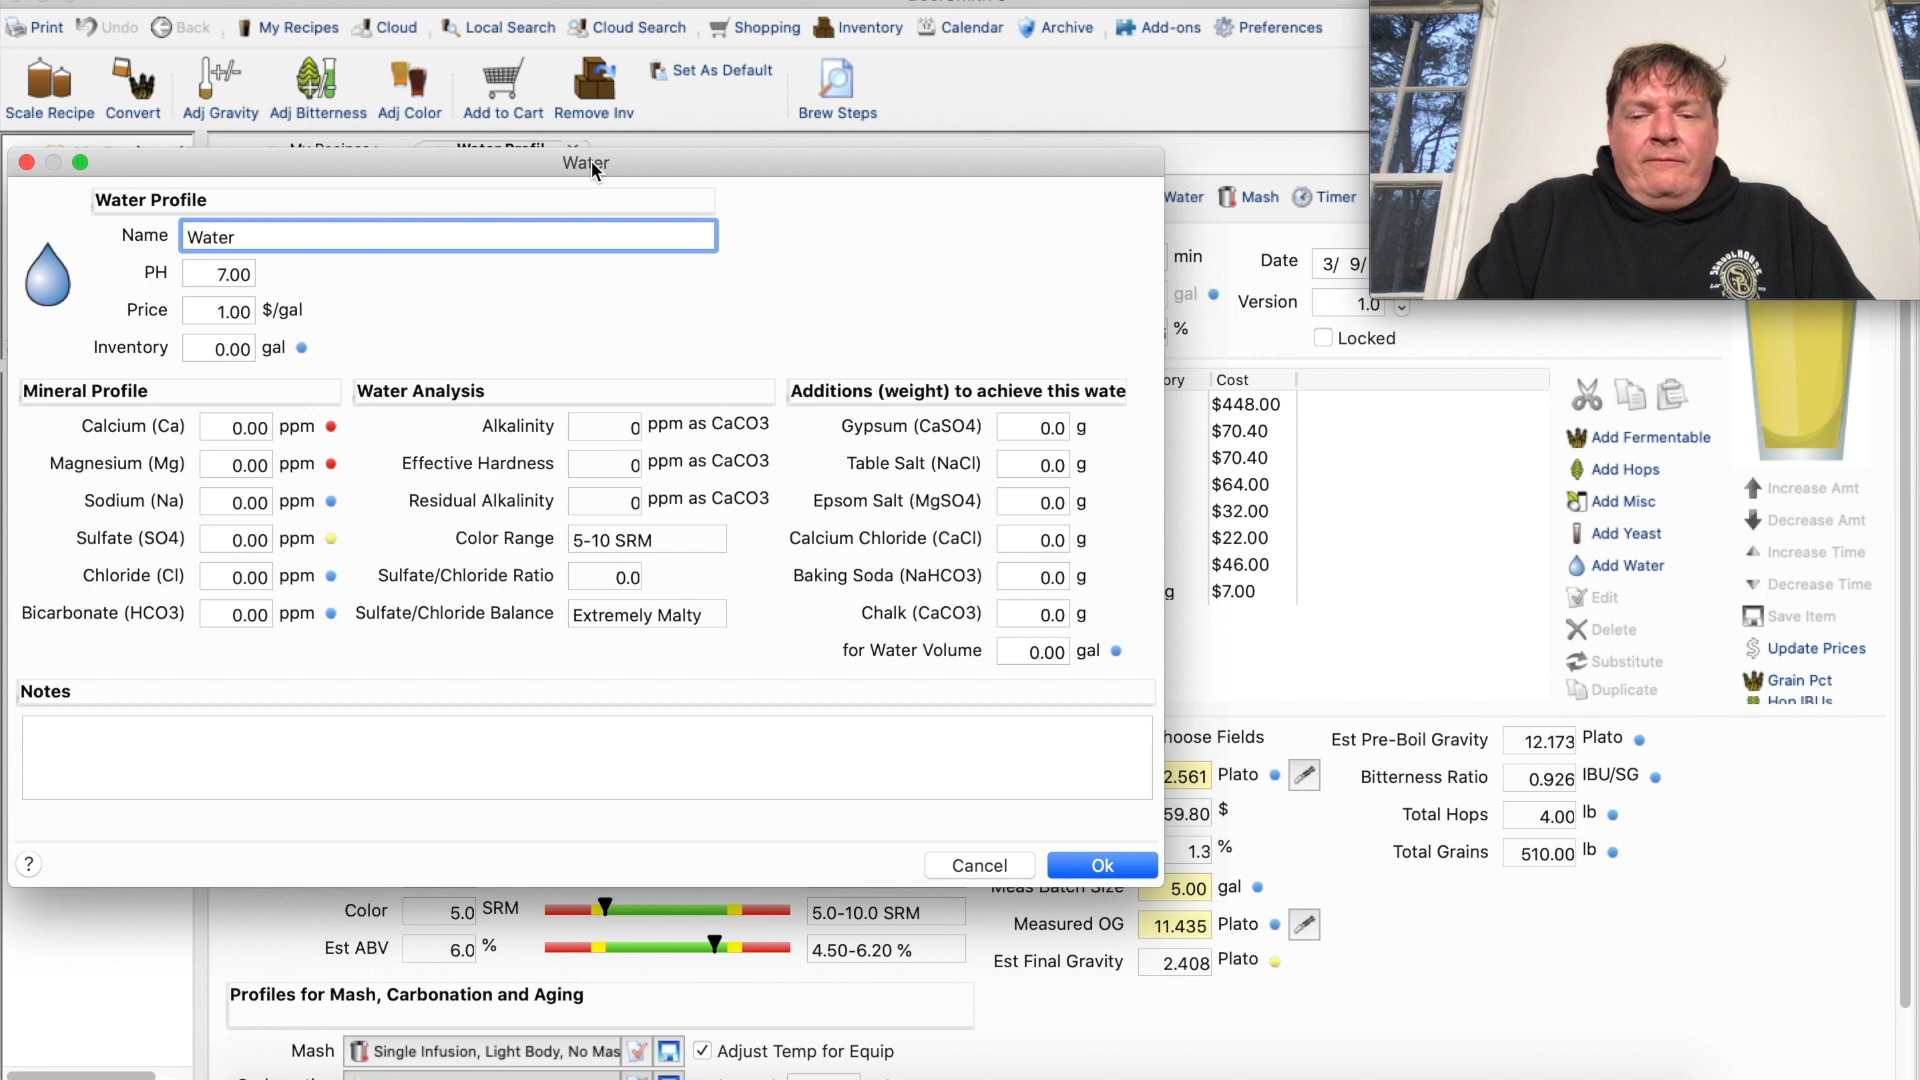 Print Undo Back My Recipes Cloud Local Search Cloud Search Shopping Inventory Calendar Archive Add-ons Preferences
Scale Recipe Convert Adj Gravity Adj Bitterness Adj Color Add to Cart Remove Inv Set As Default Brew Steps
Water
Water Profile
Name Water
PH 7.00
Price 1.00 $/gal
Inventory 0.00 gal
Mineral Profile
Calcium (Ca) 0.00 ppm
Magnesium (Mg) 0.00 ppm
Sodium (Na) 0.00 ppm
Sulfate (SO4) 0.00 ppm
Chloride (Cl) 0.00 ppm
Bicarbonate (HCO3) 0.00 ppm
Water Analysis
Alkalinity 0 ppm as CaCO3
Effective Hardness 0 ppm as CaCO3
Residual Alkalinity 0 ppm as CaCO3
Color Range 5-10 SRM
Sulfate/Chloride Ratio 0.0
Sulfate/Chloride Balance Extremely Malty
Additions (weight) to achieve this wate
Gypsum (CaSO4) 0.0 g
Table Salt (NaCl) 0.0 g
Epsom Salt (MgSO4) 0.0 g
Calcium Chloride (CaCl) 0.0 g
Baking Soda (NaHCO3) 0.0 g
Chalk (CaCO3) 0.0 g
for Water Volume 0.00 gal
Notes
? Cancel Ok
Water Mash Timer
min Date 3/ 9/
gal Version 1.0
% Locked
ory Cost
$448.00
$70.40
$70.40
$64.00
$32.00
$22.00
$46.00
g $7.00
Add Fermentable
Add Hops
Add Misc
Add Yeast
Add Water
Edit
Delete
Substitute
Duplicate
Increase Amt
Decrease Amt
Increase Time
Decrease Time
Save Item
Update Prices
Grain Pct
Hop IBUs
hoose Fields
2.561 Plato
59.80 $
1.3 %
Meas Batch Size 5.00 gal
Measured OG 11.435 Plato
Est Final Gravity 2.408 Plato
Est Pre-Boil Gravity 12.173 Plato
Bitterness Ratio 0.926 IBU/SG
Total Hops 4.00 lb
Total Grains 510.00 lb
Color 5.0 SRM 5.0-10.0 SRM
Est ABV 6.0 % 4.50-6.20 %
Profiles for Mash, Carbonation and Aging
Mash Single Infusion, Light Body, No Mas Adjust Temp for Equip
SCHOOLHOUSE
SB